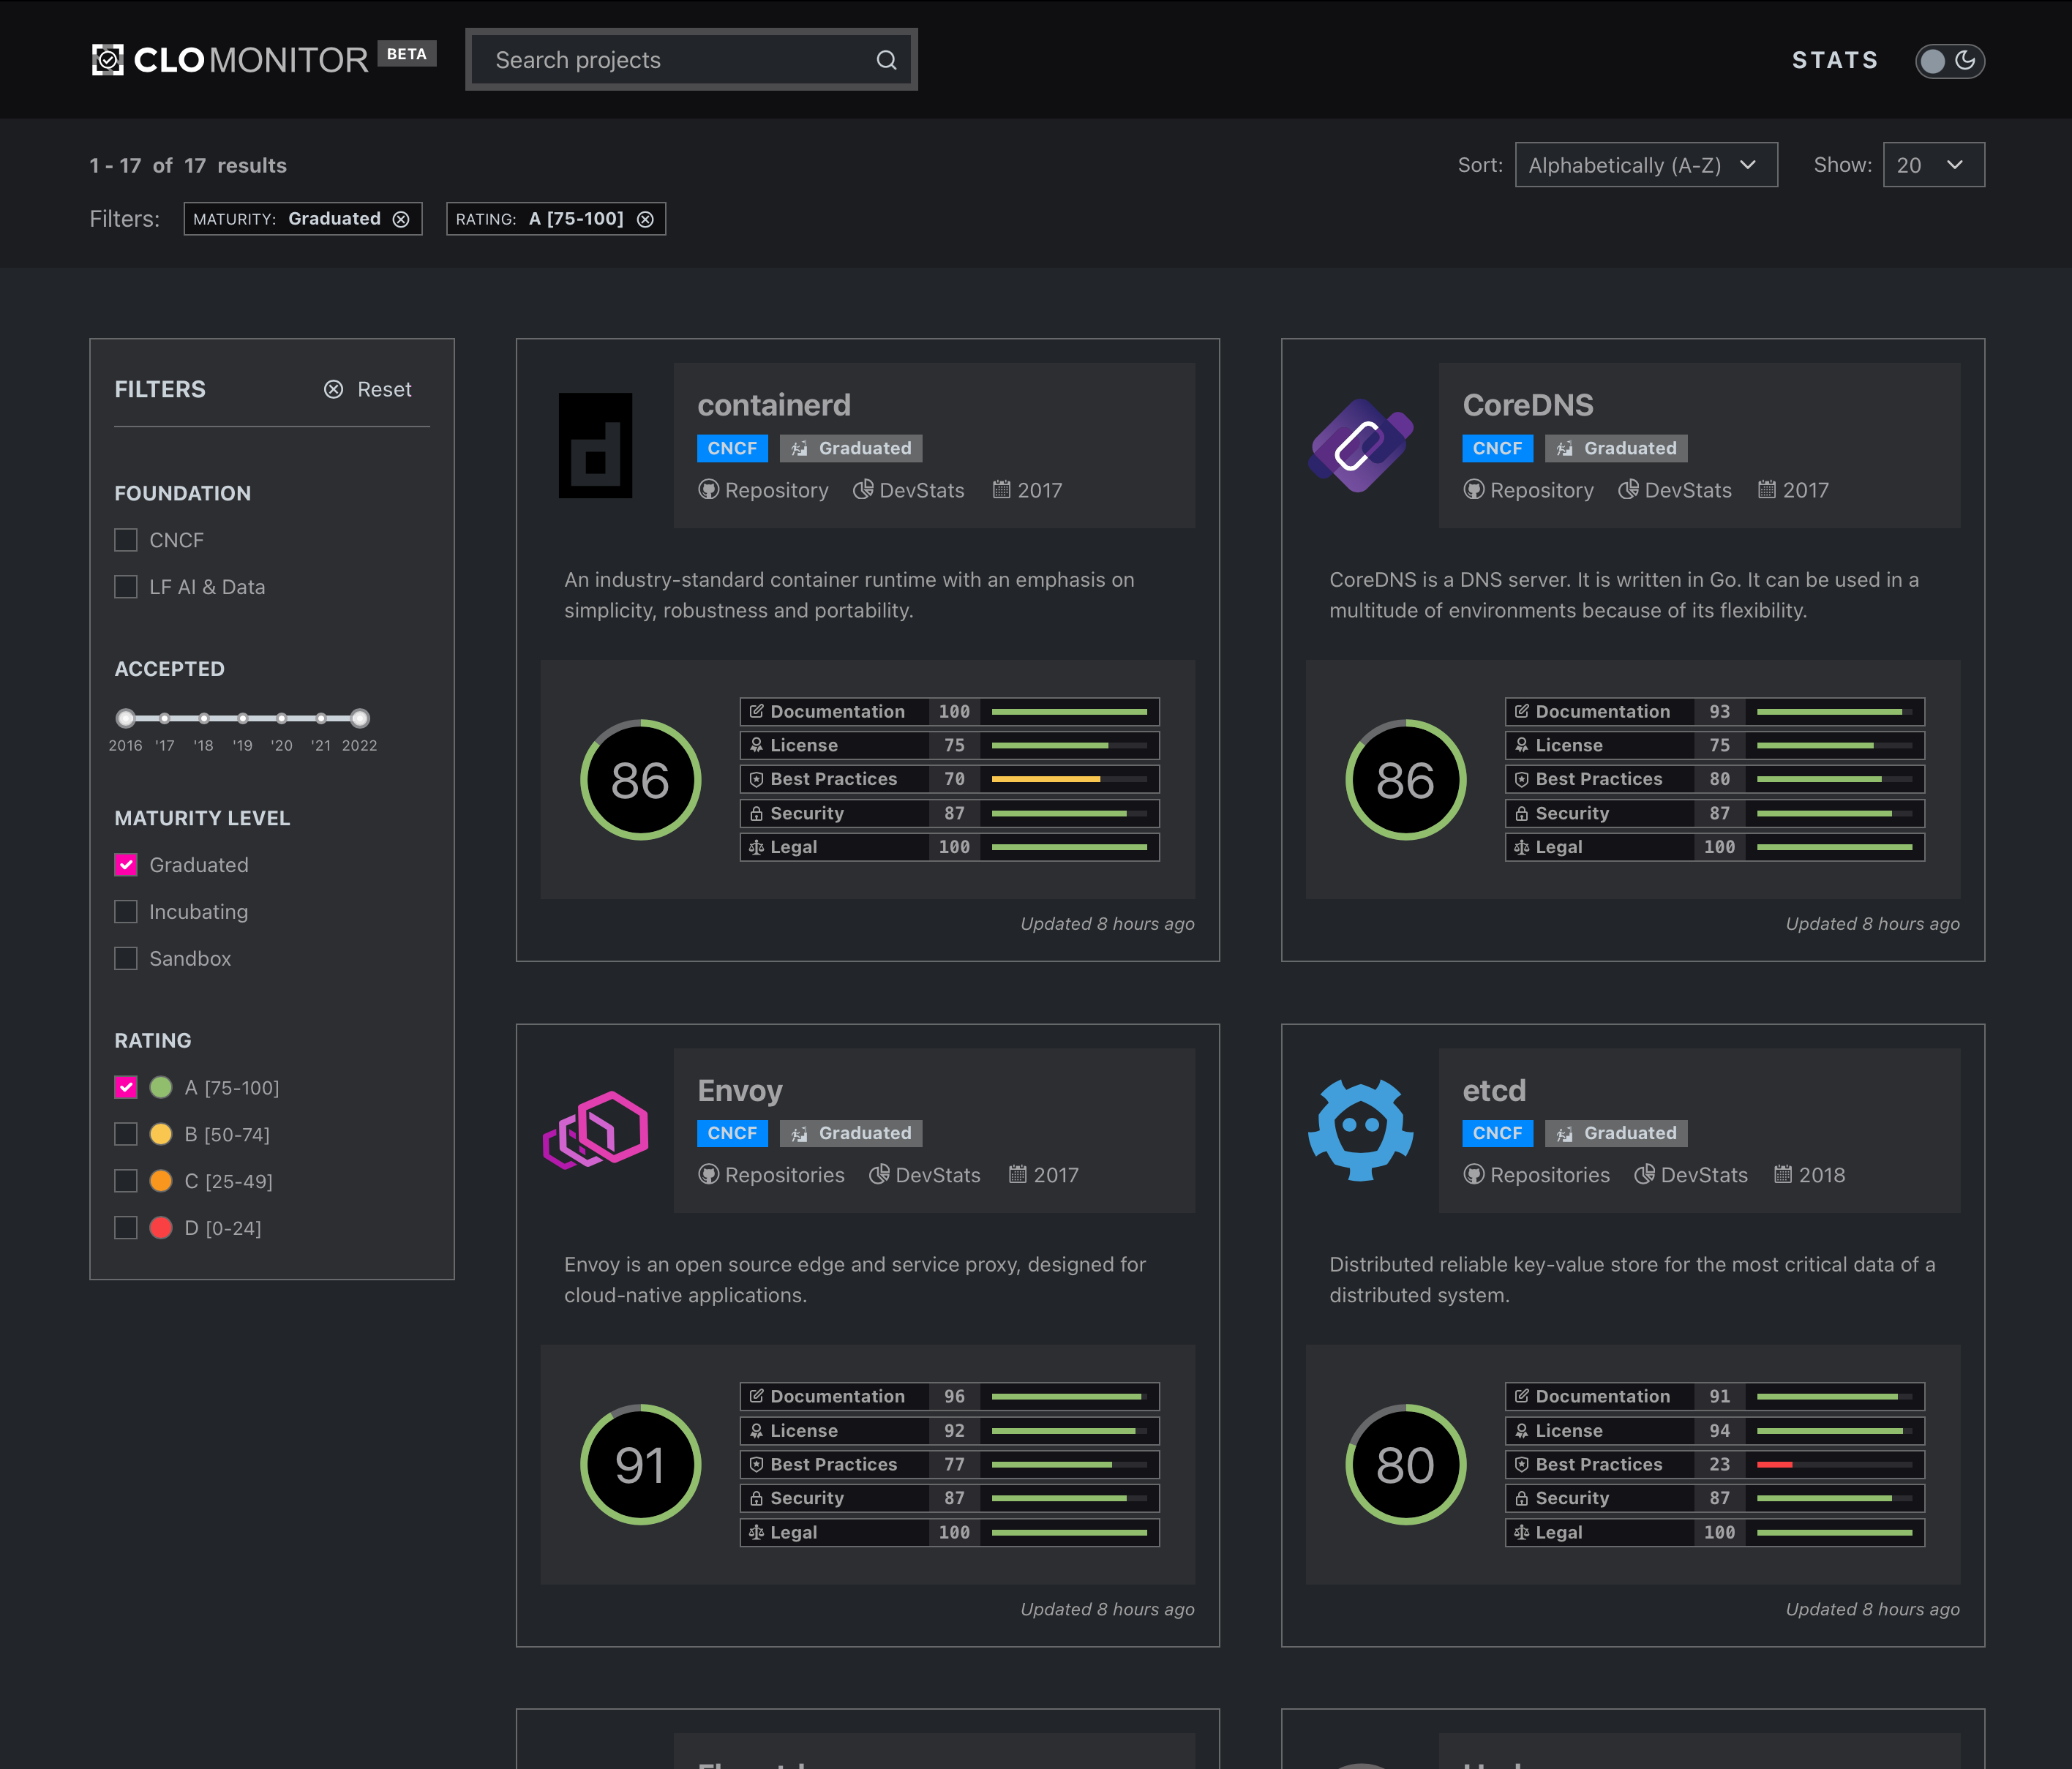 CLOMONITOR BETA
Search projects
STATS
1 - 17 of 17 results
Sort: Alphabetically (A-Z)
Show: 20
Filters: MATURITY: Graduated RATING: A [75-100]
FILTERS Reset
FOUNDATION
CNCF
LF AI & Data
ACCEPTED
2016 '17 '18 '19 '20 '21 2022
MATURITY LEVEL
Graduated
Incubating
Sandbox
RATING
A [75-100]
B [50-74]
C [25-49]
D [0-24]
containerd
CNCF Graduated
Repository DevStats 2017
An industry-standard container runtime with an emphasis on
simplicity, robustness and portability.
86
Documentation 100
License 75
Best Practices 70
Security 87
Legal 100
Updated 8 hours ago
CoreDNS
CNCF Graduated
Repository DevStats 2017
CoreDNS is a DNS server. It is written in Go. It can be used in a
multitude of environments because of its flexibility.
86
Documentation 93
License 75
Best Practices 80
Security 87
Legal 100
Updated 8 hours ago
Envoy
CNCF Graduated
Repositories DevStats 2017
Envoy is an open source edge and service proxy, designed for
cloud-native applications.
91
Documentation 96
License 92
Best Practices 77
Security 87
Legal 100
Updated 8 hours ago
etcd
CNCF Graduated
Repositories DevStats 2018
Distributed reliable key-value store for the most critical data of a
distributed system.
80
Documentation 91
License 94
Best Practices 23
Security 87
Legal 100
Updated 8 hours ago